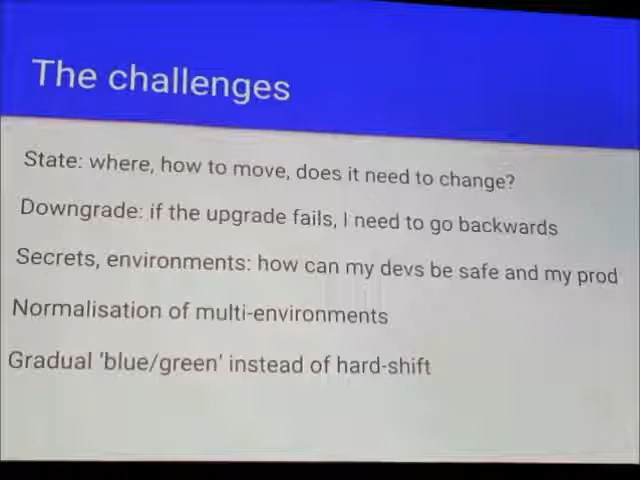 The challenges
State: where, how to move, does it need to change?
Downgrade: if the upgrade fails, I need to go backwards
Secrets, environments: how can my devs be safe and my prod
Normalisation of multi-environments
Gradual 'blue/green' instead of hard-shift